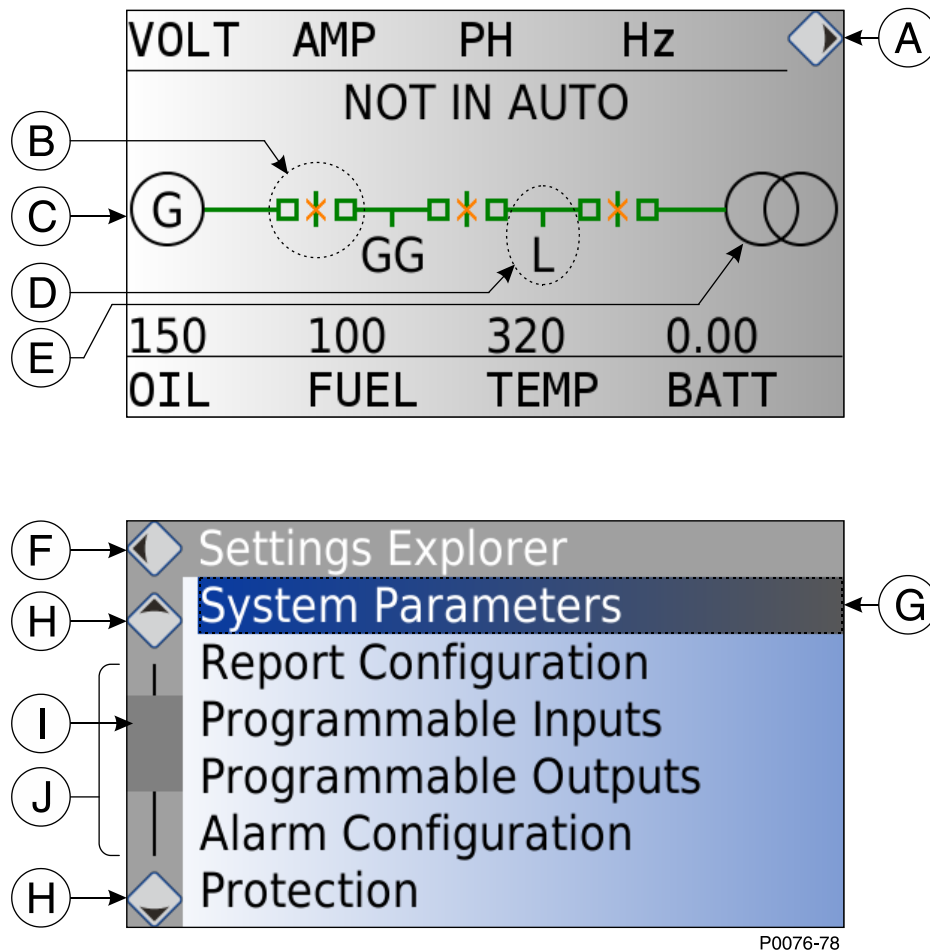 VOLT AMP PH Hz
A
NOT IN AUTO
B
C
G
GG
L
D
E
150 100 320 0.00
OIL FUEL TEMP BATT
F
Settings Explorer
H
System Parameters
G
Report Configuration
I
Programmable Inputs
J
Programmable Outputs
Alarm Configuration
H
Protection
P0076-78